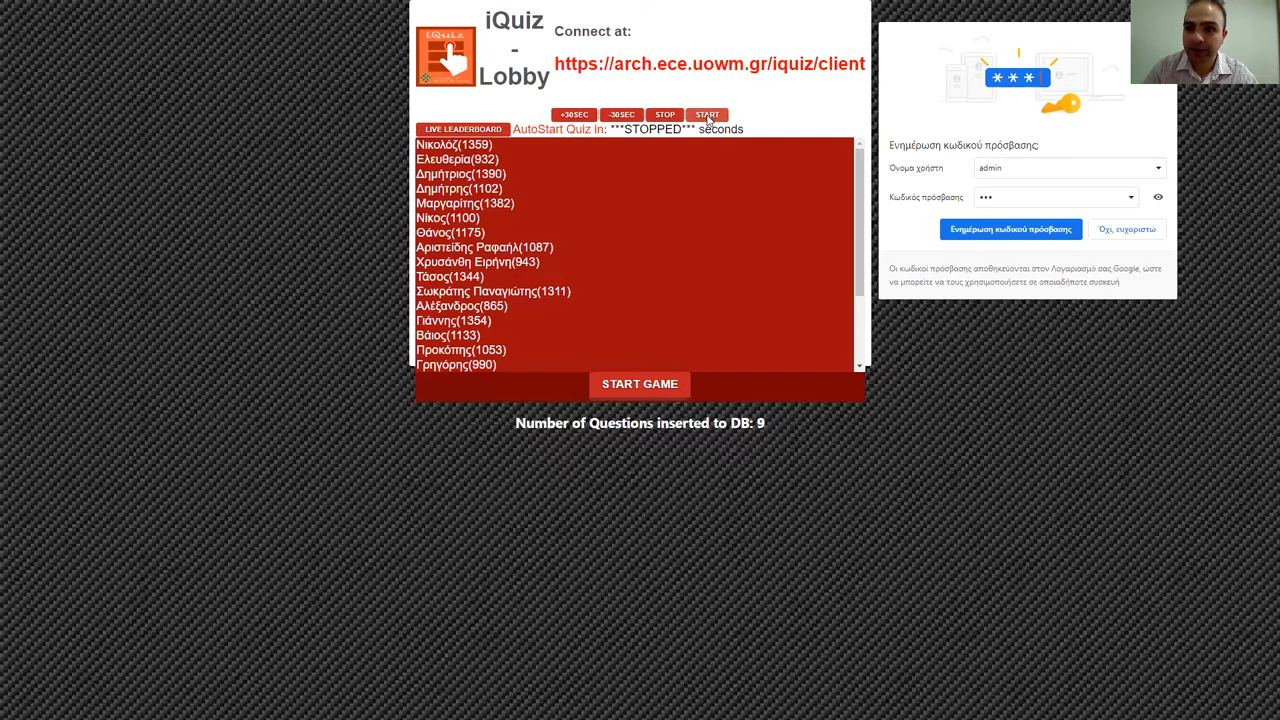 iQuiz
iQuiz
-
Lobby
Connect at:
https://arch.ece.uowm.gr/iquiz/client
+30SEC
-30SEC
STOP
START
LIVE LEADERBOARD
AutoStart Quiz in: ***STOPPED*** seconds
Νικολόζ(1359)
Ελευθερία(932)
Δημήτριος(1390)
Δημήτρης(1102)
Μαργαρίτης(1382)
Νίκος(1100)
Θάνος(1175)
Αριστείδης Ραφαήλ(1087)
Χρυσάνθη Ειρήνη(943)
Τάσος(1344)
Σωκράτης Παναγιώτης(1311)
Αλέξανδρος(865)
Γιάννης(1354)
Βάιος(1133)
Προκόπης(1053)
Γρηγόρης(990)
START GAME
Number of Questions inserted to DB: 9
***
Ενημέρωση κωδικού πρόσβασης;
Όνομα χρήστη
admin
Κωδικός πρόσβασης
•••
Ενημέρωση κωδικού πρόσβασης
Όχι, ευχαριστώ
Οι κωδικοί πρόσβασης αποθηκεύονται στον Λογαριασμό σας Google, ώστε
να μπορείτε να τους χρησιμοποιήσετε σε οποιαδήποτε συσκευή